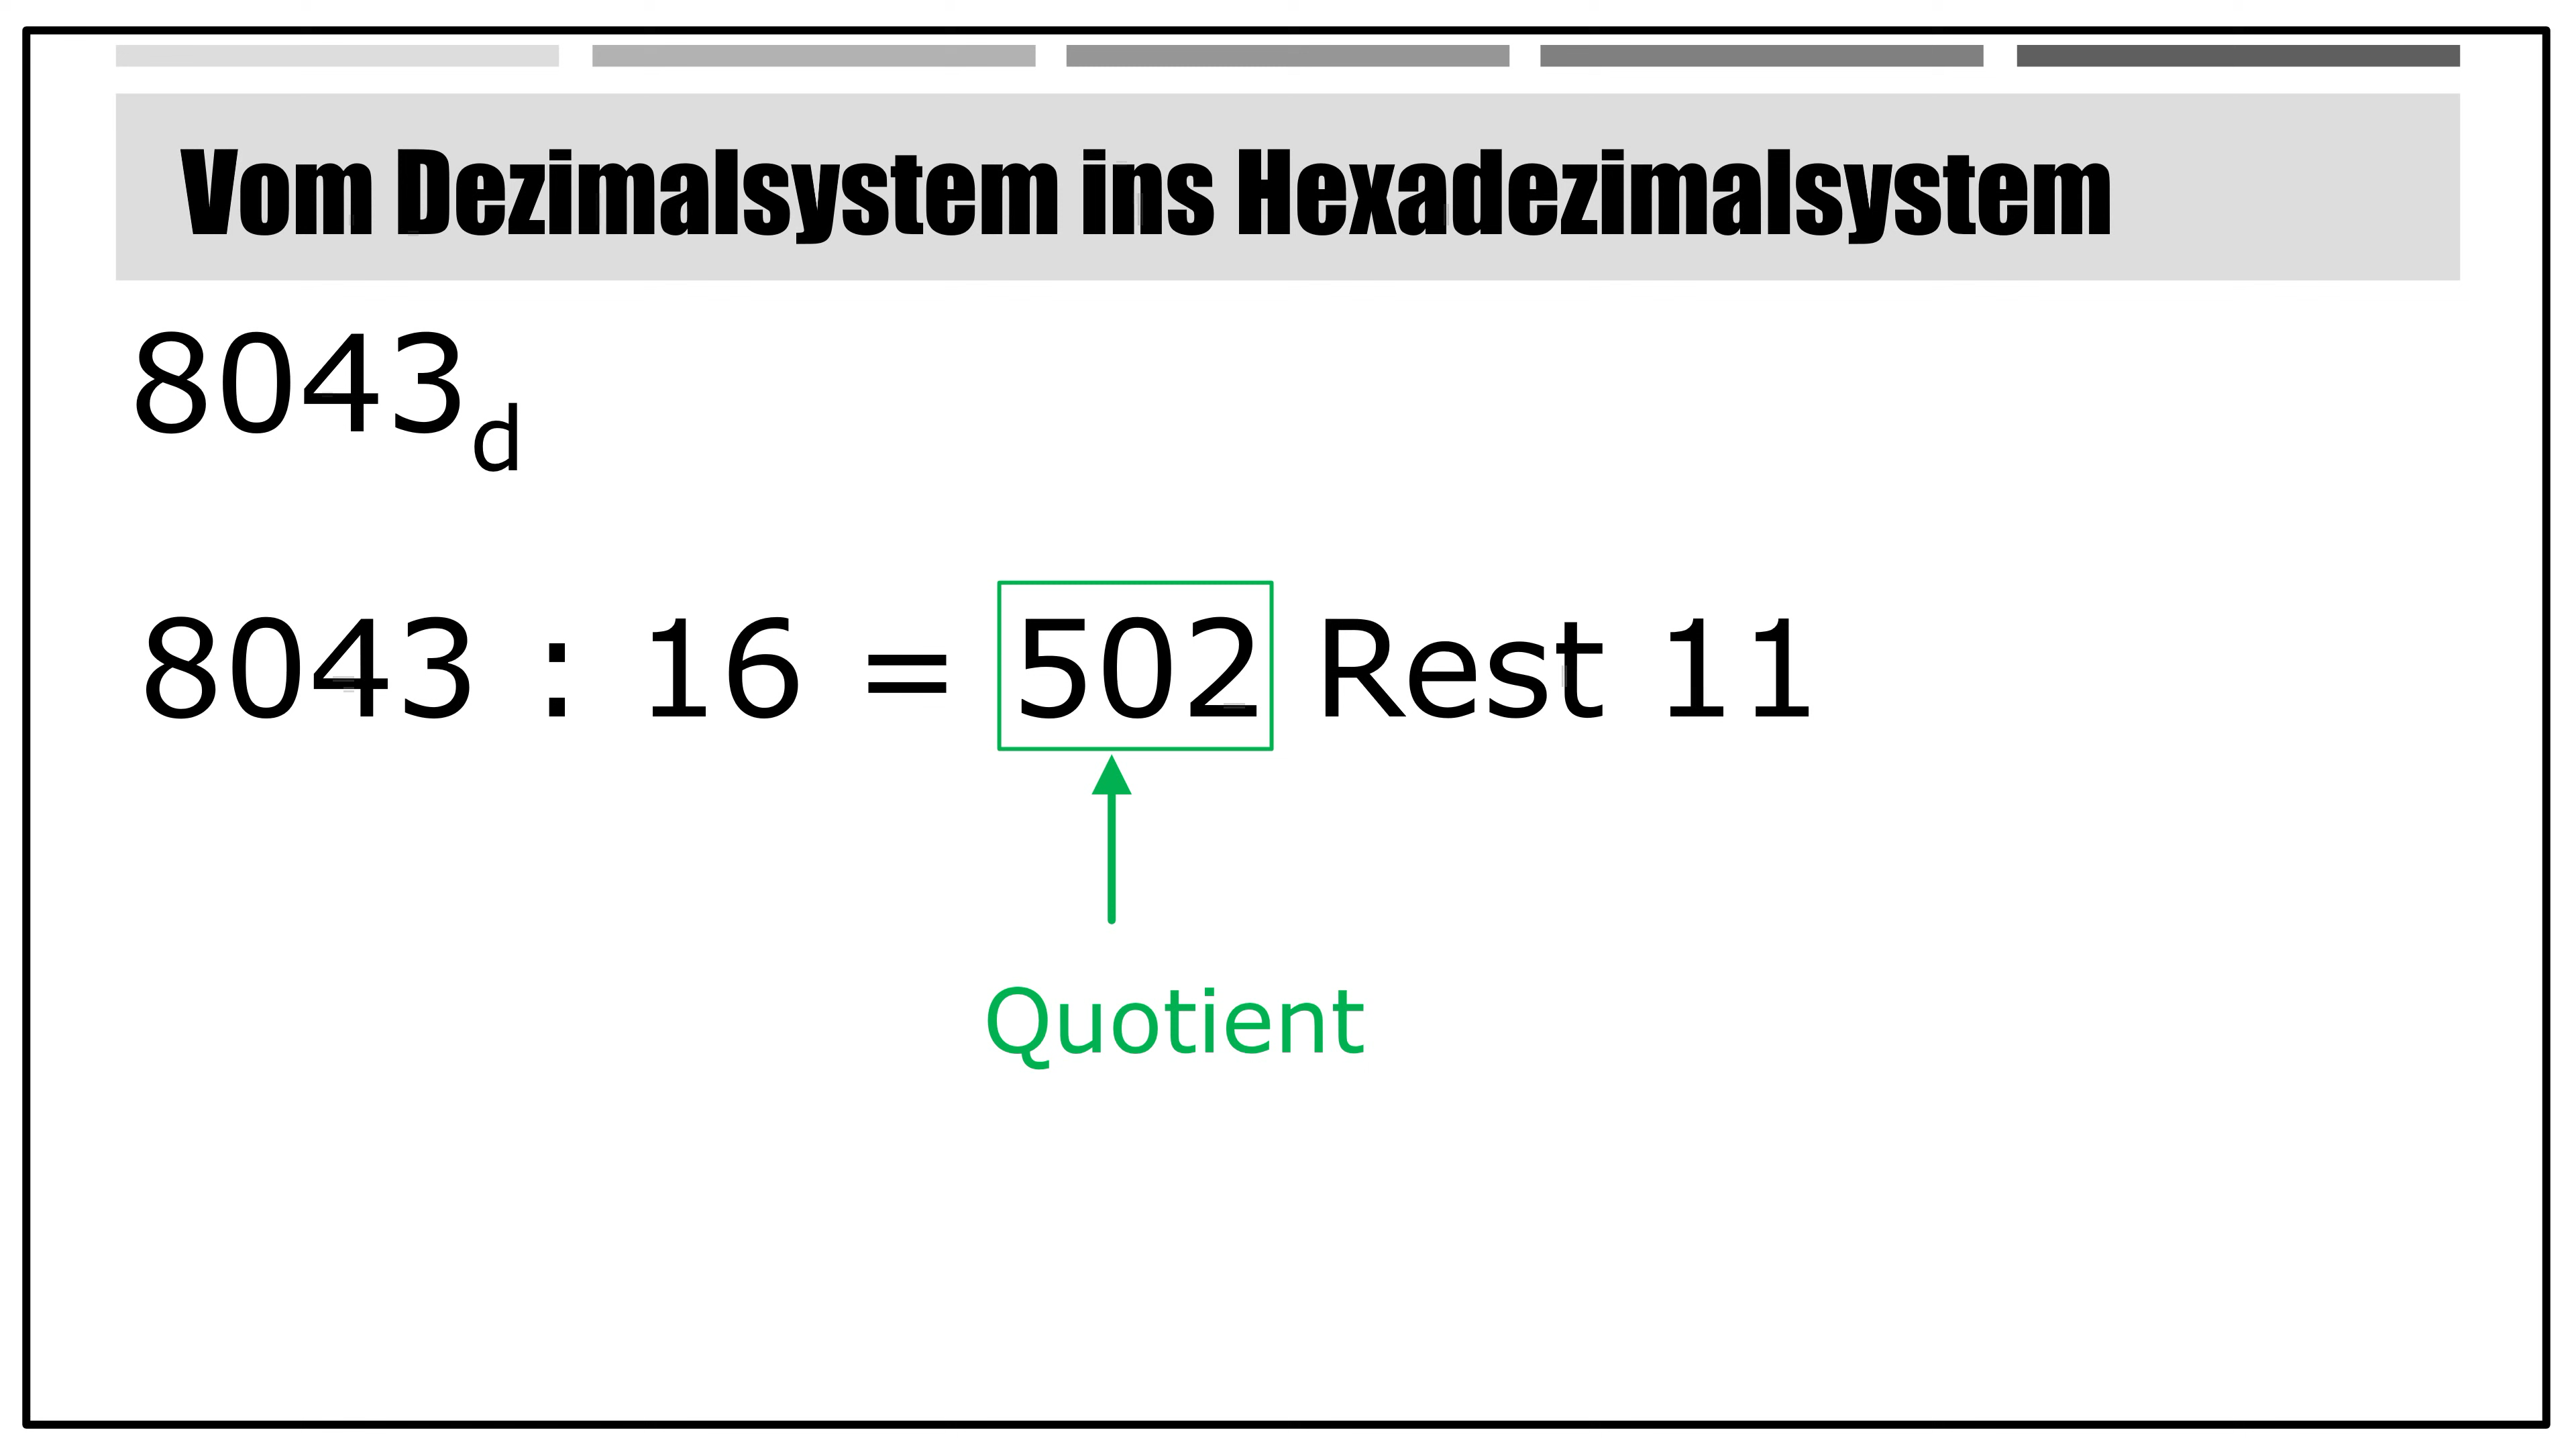 Vom Dezimalsystem ins Hexadezimalsystem
8043d
8043 : 16 = 502 Rest 11
Quotient